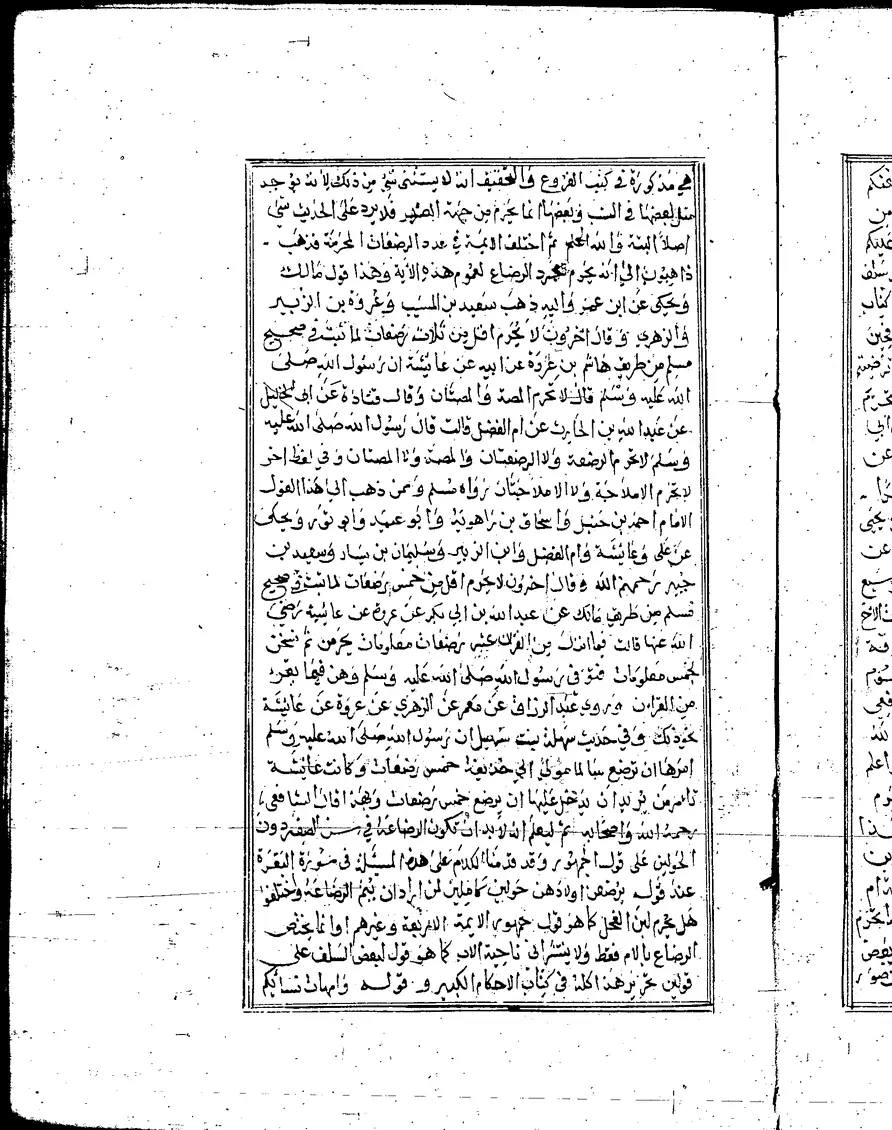 هي مذكورة في كتب الفروع والتحقيق انه لا يستثنى شي من ذلك لانه يوجد
مثل بعضها في النسب وبعضها انما يحرم من جهة الصهر فلا يرد على الحديث شي
اصلا البتة والله الحلم ثم اختلف الايمة في عدد الرضعات المحرمة فذهب
ذاهبون الي انه يحرم بمجرد الرضاع لعموم هذه الاية وهذا قول مالك
ويحكى عن ابن عمر واليه ذهب سعيد بن المسيب وعروة بن الزبير
والزهري وقال اخرون لا يحرم اقل من ثلاث رضعات لما ثبت في صحيح
مسلم من طريق هاشم بن عروة عن ابيه عن عائشة ان رسول الله صلى
الله عليه وسلم قال لا تحرم المصة والمصتان وقال قتادة عن ابي الخليل
عن عبد الله بن الحارث عن ام الفضل قالت قال رسول الله صلى الله عليه
وسلم لا تحرم الرضعة ولا الرضعتان والمصة ولا المصتان وفي لفظ اخر
لا تحرم الاملاجة ولا الاملاجتان رواه مسلم وممن ذهب الى هذا القول
الامام احمد بن حنبل واسحاق بن راهوية وابو عبيد وابو ثور ويحكى
عن على وعائشة وام الفضل وابن الزبير وسليمان بن يسار وسعيد بن
جبير رحمهم الله وقال اخرون لا يحرم اقل من خمس رضعات لما ثبت في صحيح
مسلم من طريق مالك عن عبد الله بن ابي بكر عن عروة عن عائشة رضي
الله عنها قالت فيما انزل من القران عشر رضعات معلومات يحرمن ثم نسخن
بخمس معلومات فتوفي رسول الله صلى الله عليه وسلم وهن فيما يقرء
من القران وروي عبد الرزاق عن معمر عن الزهري عن عروة عن عائشة
نحو ذلك وفي حديث سهلة بنت سهيل ان رسول الله صلى الله عليه وسلم
امرها ان ترضع سالما مولى ابي حذيفة خمس رضعات وكانت عائشة
تامر من يريد ان يدخل عليها ان يرضع خمس رضعات وبهذا قال الشافعي
رحمه الله واصحابه ثم ليعلم انه لا بد ان تكون الرضاعة في سن الصغر دون
الحولين على قول الجمهور وقد قدمنا الكلام على هذه المسئلة في سورة البقرة
عند قوله يرضعن اولادهن حولين كاملين لمن اراد ان يتم الرضاعة واختلفوا
هل يحرم لبن الفحل كما هو قول جمهور الايمة الاربعة وغيرهم او انما يختص
الرضاع بالام فقط ولا ينتشر الى ناحية الاب كما هو قول لبعض السلف على
قولين تحرير هذا كله في كتاب الاحكام الكبير وقوله وامهات نسائكم